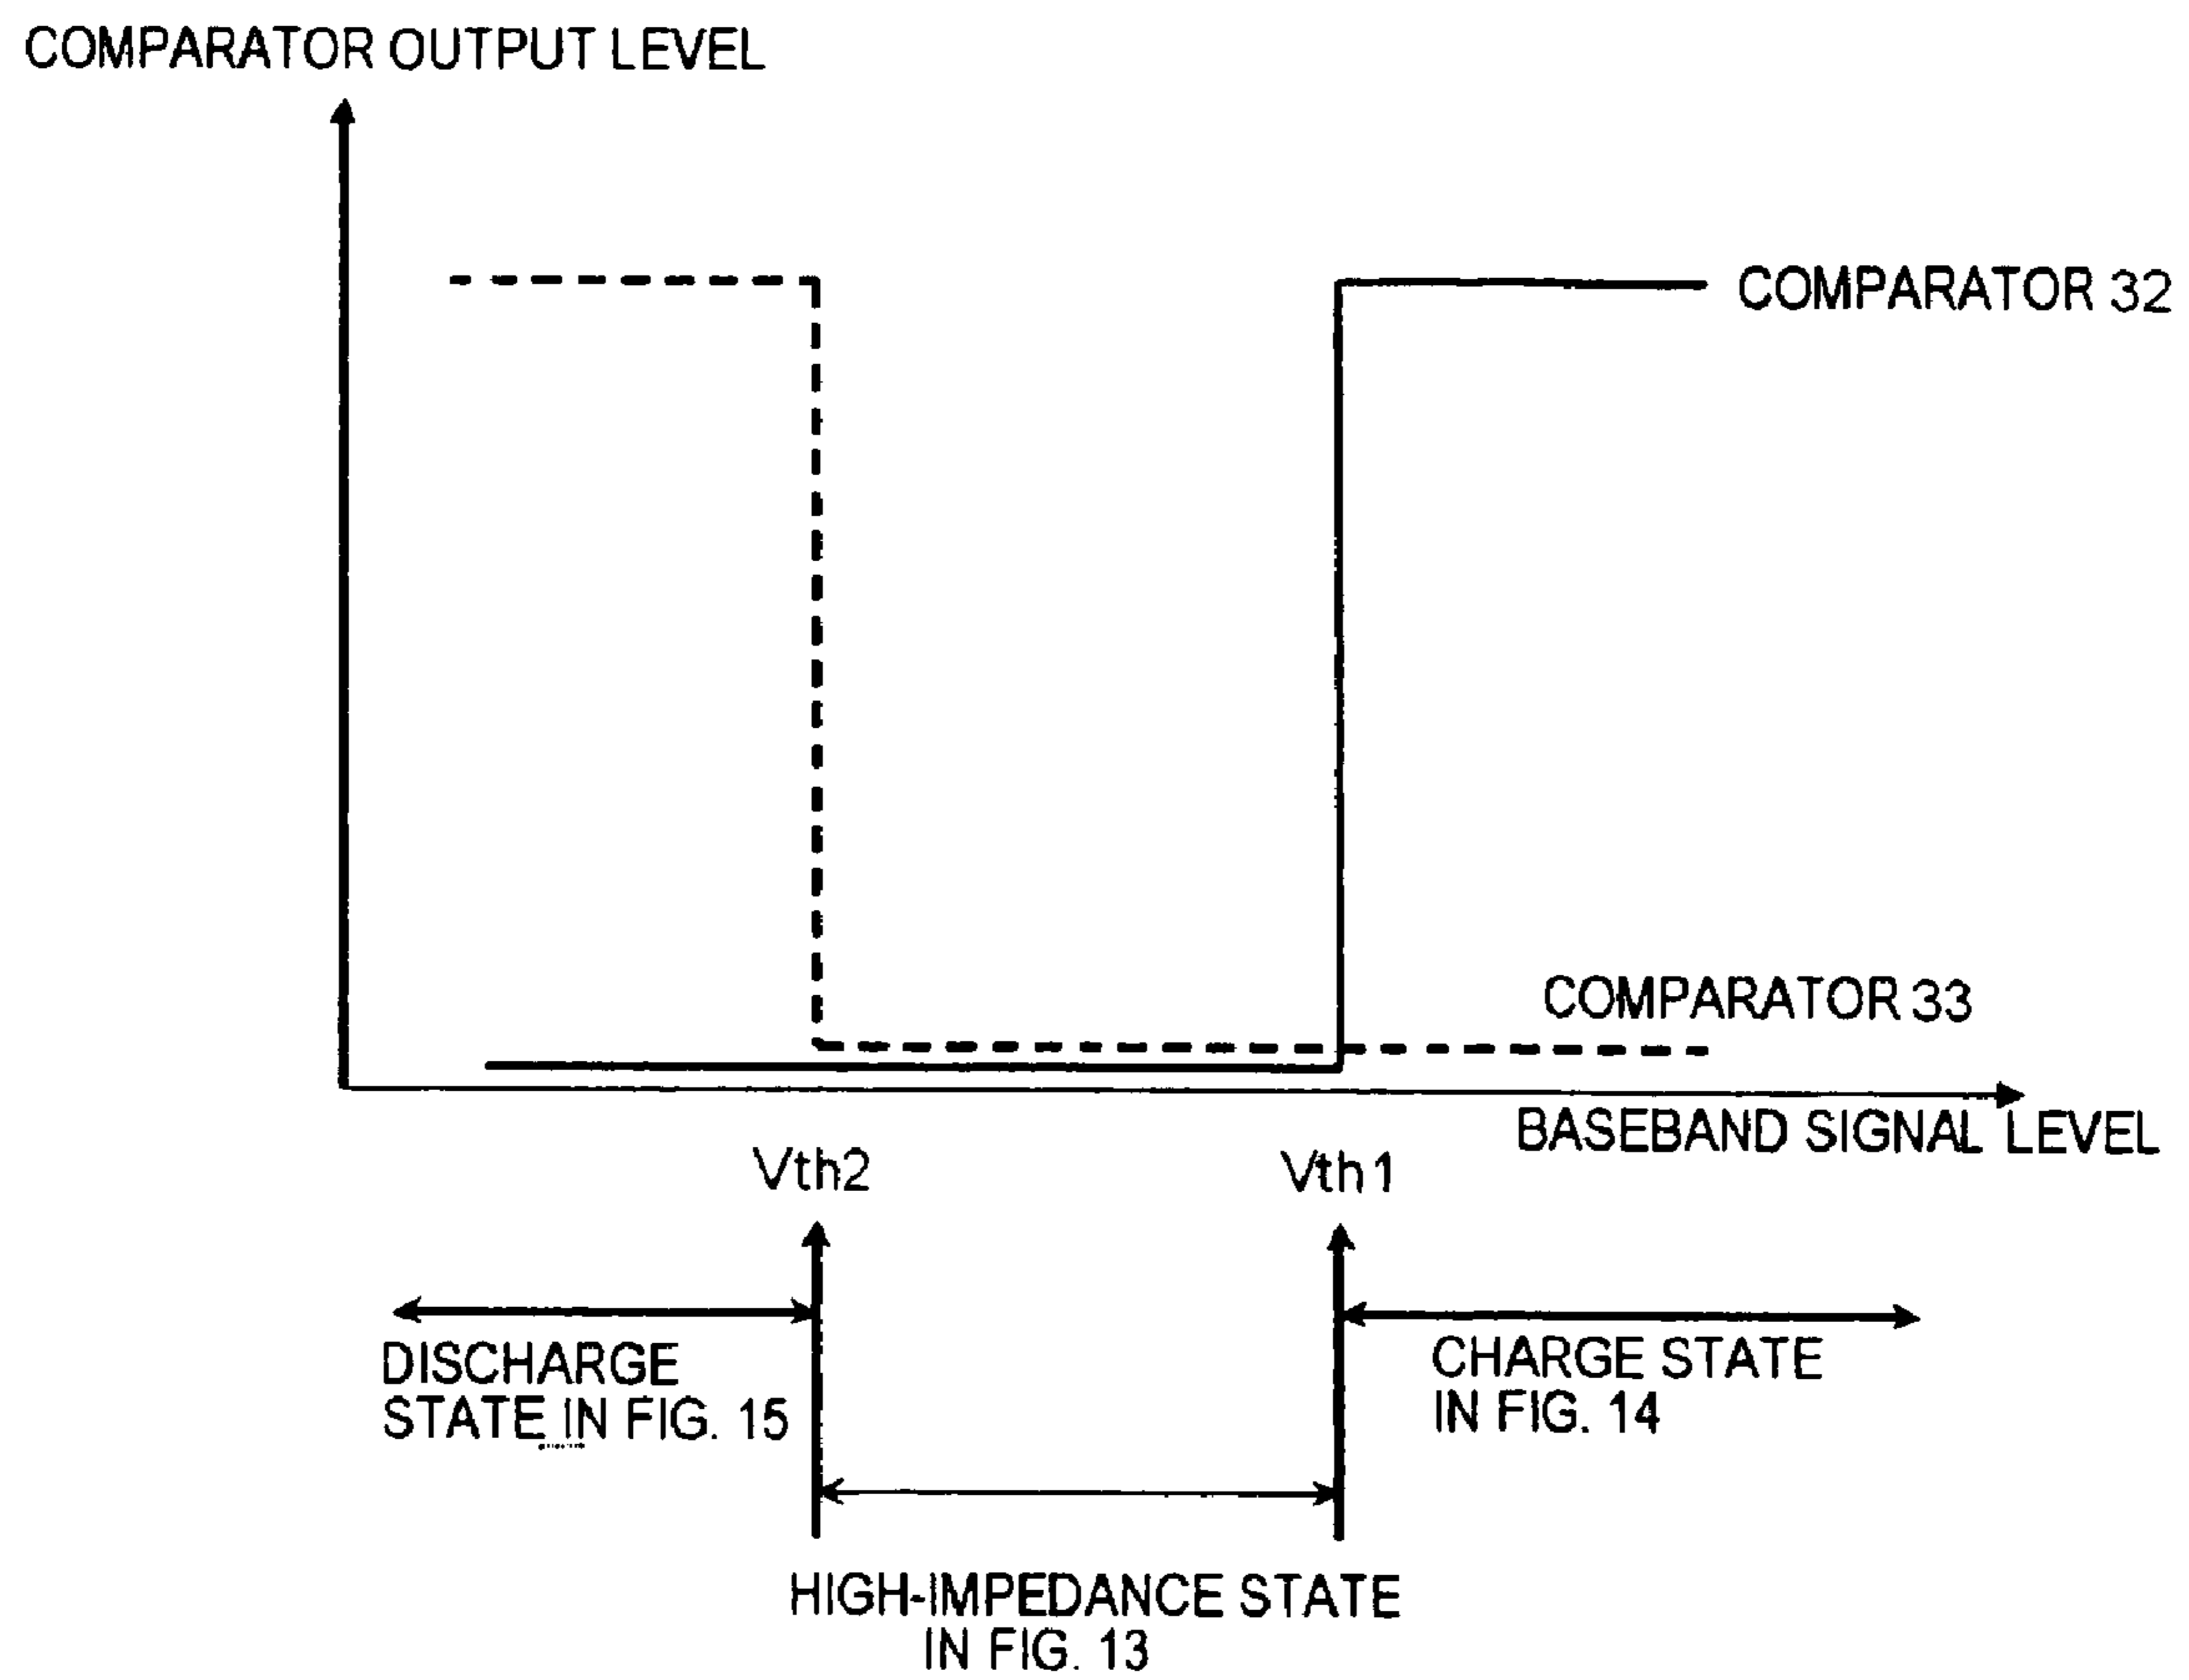 COMPARATOR OUTPUT LEVEL
COMPARATOR 32
COMPARATOR 33
BASEBAND SIGNAL LEVEL
Vth2
Vth1
DISCHARGE
STATE IN FIG. 15
CHARGE STATE
IN FIG. 14
HIGH-IMPEDANCE STATE
IN FIG. 13